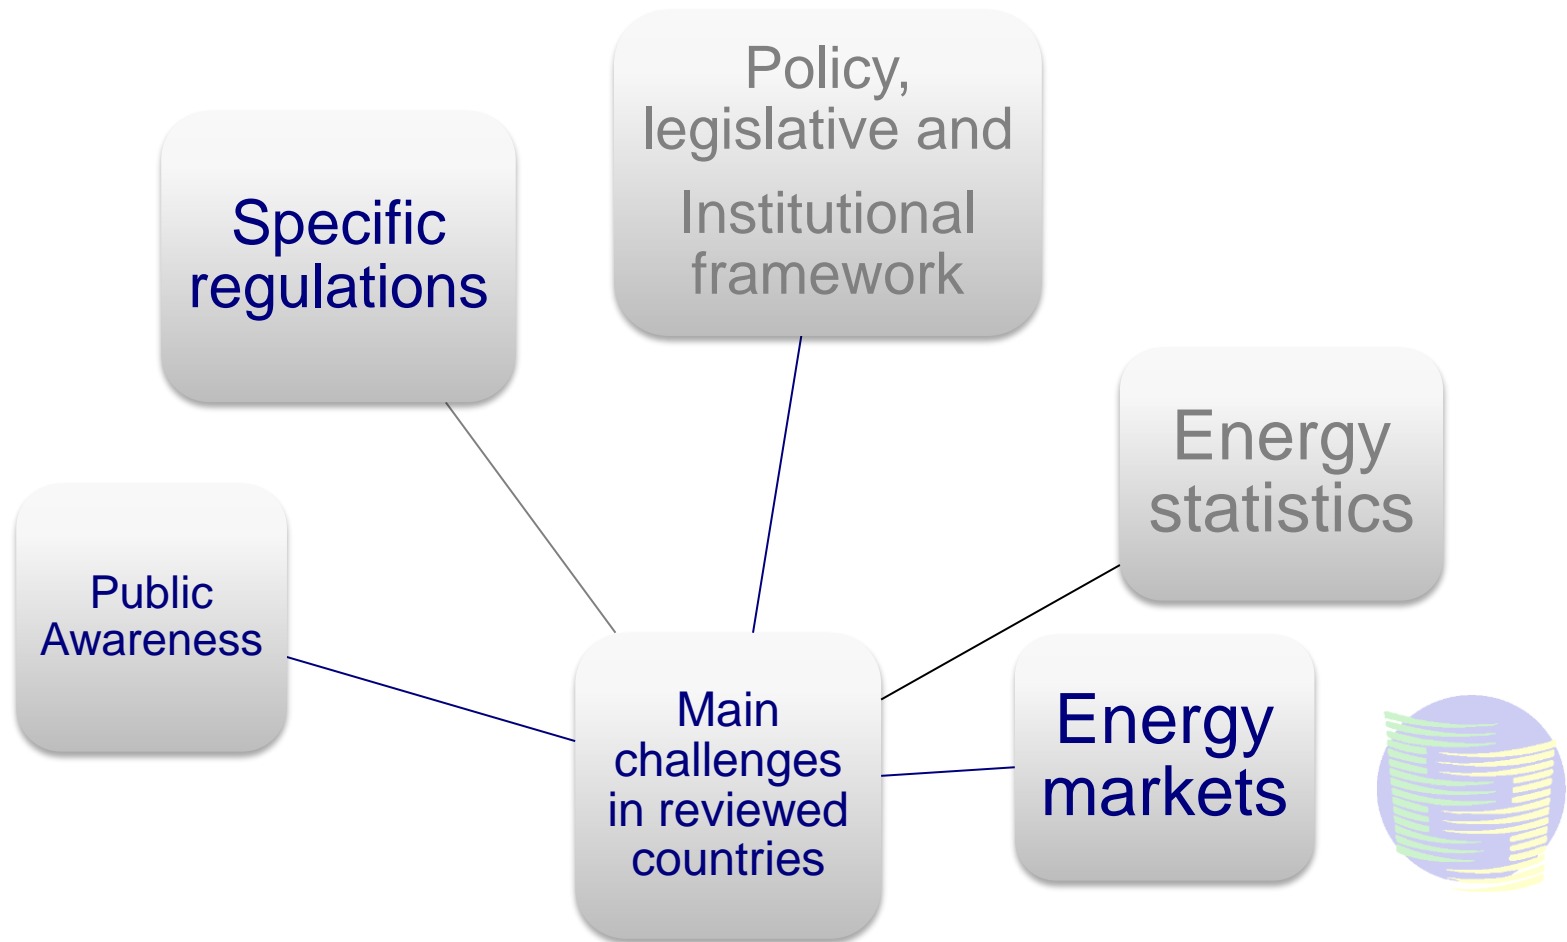 Policy,
legislative and
Institutional
framework
Specific
regulations
Energy
statistics
Public
Awareness
Main
challenges
in reviewed
countries
Energy
markets